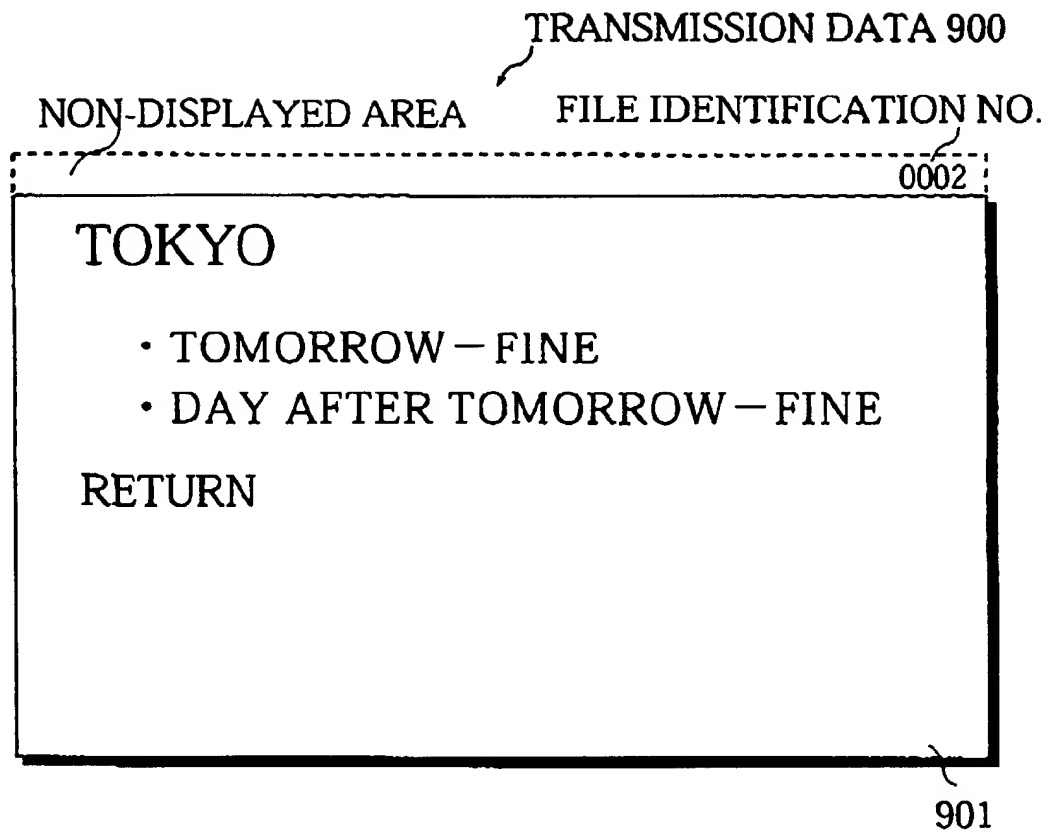 TRANSMISSION DATA 900
NON-DISPLAYED AREA
FILE IDENTIFICATION NO.
0002
TOKYO
・TOMORROW－FINE
・DAY AFTER TOMORROW－FINE
RETURN
901